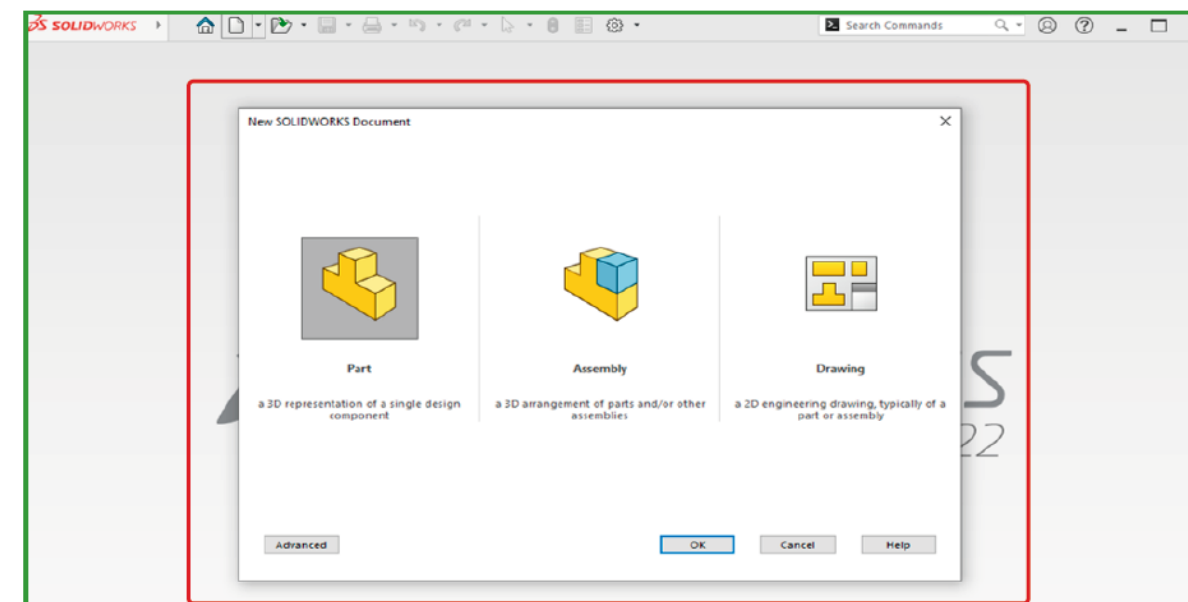 SOLIDWORKS
Search Commands
New SOLIDWORKS Document
Part
Assembly
Drawing
a 3D representation of a single design
component
a 3D arrangement of parts and/or other
assemblies
a 2D engineering drawing, typically of a
part or assembly
S
22
Advanced
OK
Cancel
Help